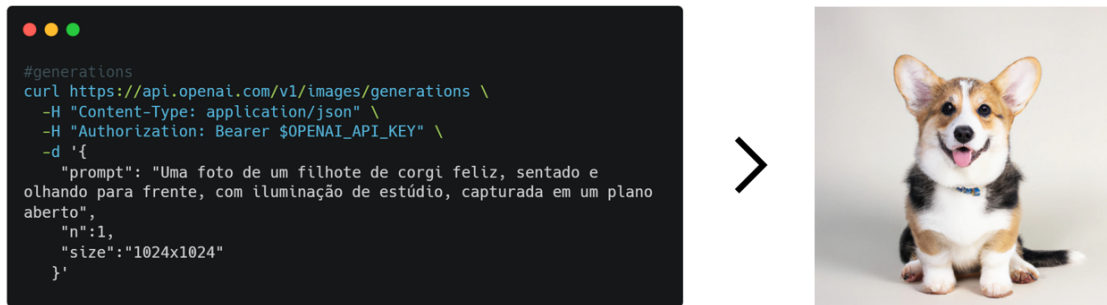 #generations
curl https://api.openai.com/v1/images/generations \
-H "Content-Type: application/json" \
-H "Authorization: Bearer $OPENAI_API_KEY" \
-d '{
"prompt": "Uma foto de um filhote de corgi feliz, sentado e
olhando para frente, com iluminação de estúdio, capturada em um plano
aberto",
"n":1,
"size":"1024x1024"
}'